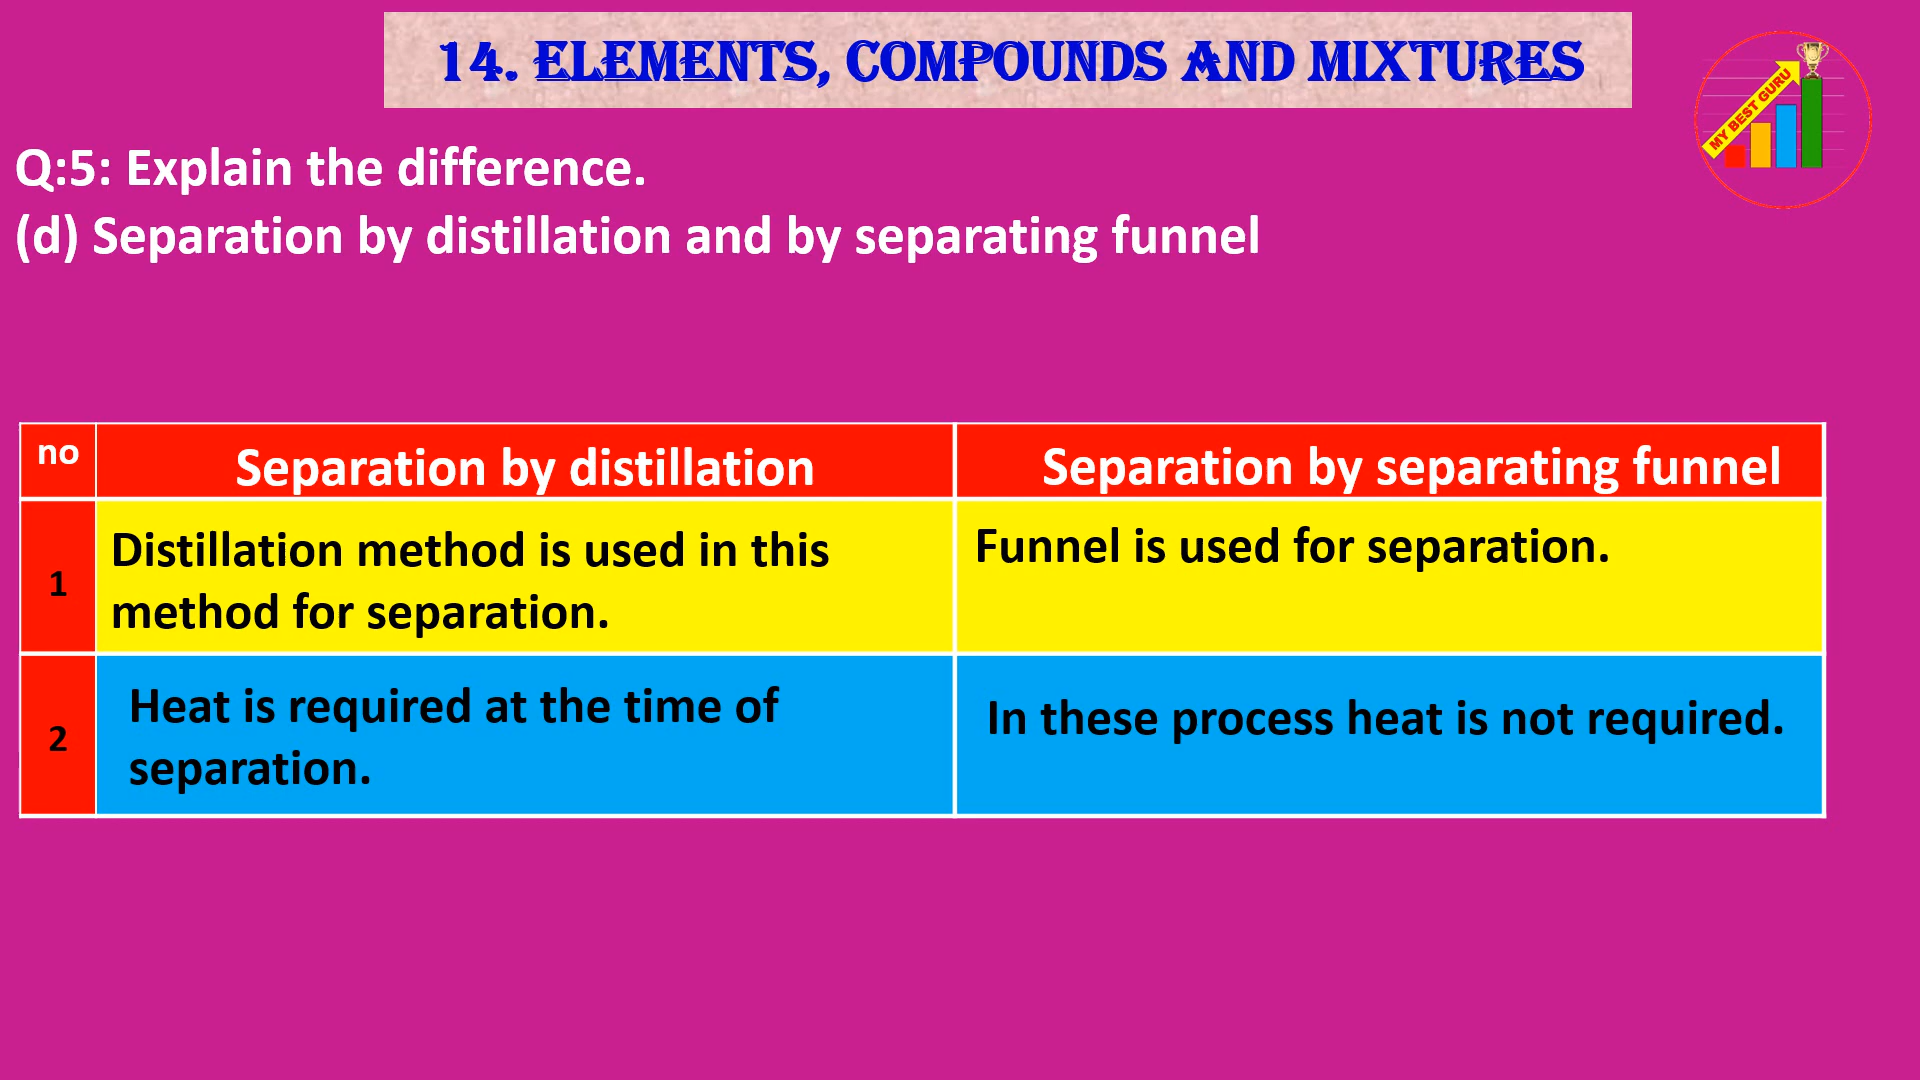 14. ELEMENTS, COMPOUNDS AND MIXTURES
MY BEST GURU
Q:5: Explain the difference.
(d) Separation by distillation and by separating funnel
no
Separation by distillation
Separation by separating funnel
1
Distillation method is used in this
method for separation.
Funnel is used for separation.
2
Heat is required at the time of
separation.
In these process heat is not required.